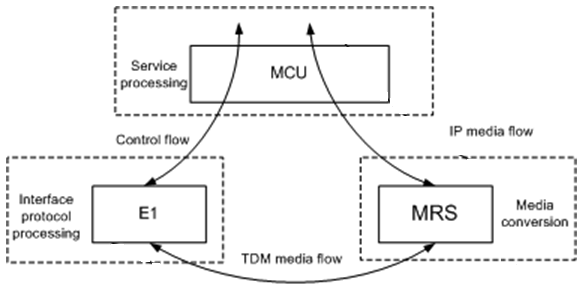 Service
processing
MCU
Control flow
IP media flow
Interface
protocol
processing
E1
MRS
Media
conversion
TDM media flow